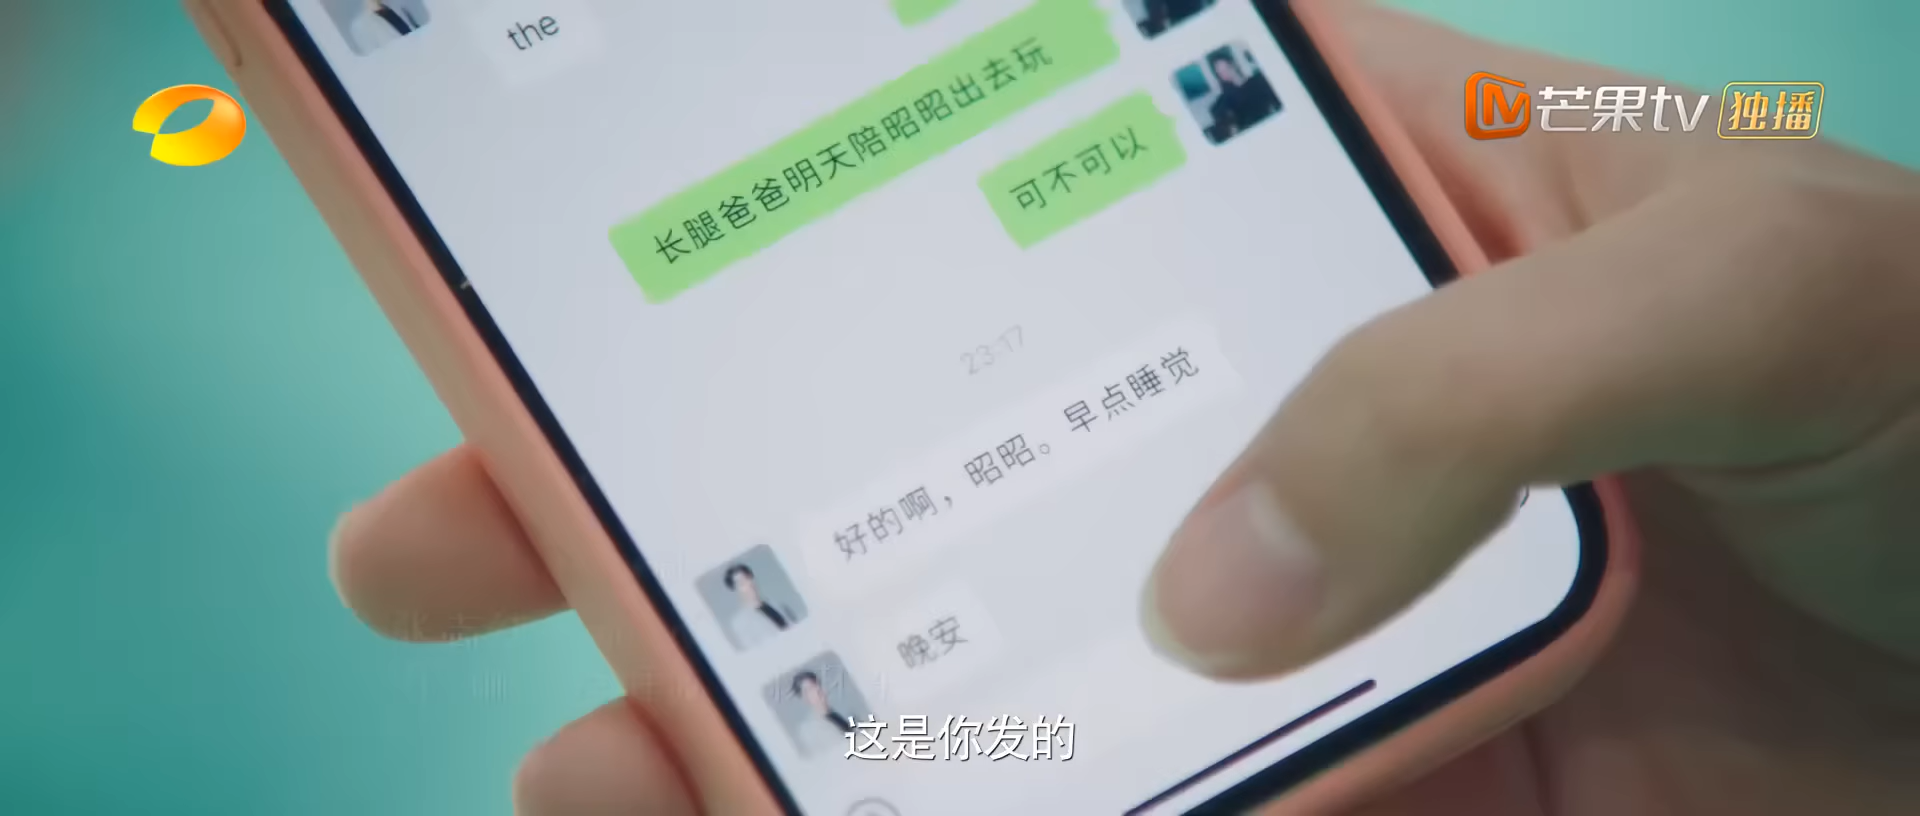 the
长腿爸爸明天陪昭昭出去玩
可不可以
芒果tv 独播
23:17
好的啊，昭昭。早点睡觉
晚安
这是你发的